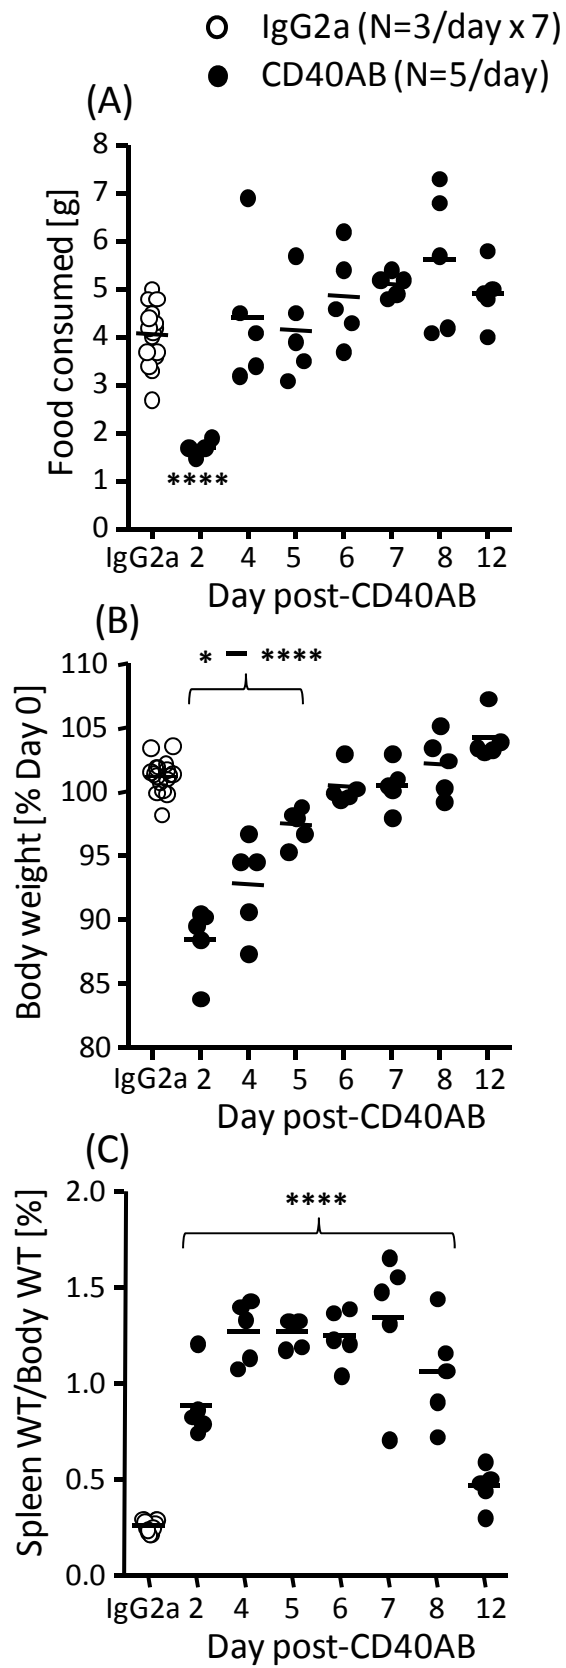 IgG2a (N=3/day x 7)
CD40AB (N=5/day)
(A)
Food consumed [g]
8
7
6
5
4
3
2
1
0
****
IgG2a 2 4 5 6 7 8 12
Day post-CD40AB
(B)
Body weight [% Day 0]
110
105
100
95
90
85
80
* – ****
IgG2a 2 4 5 6 7 8 12
Day post-CD40AB
(C)
Spleen WT/Body WT [%]
2.0
1.5
1.0
0.5
0.0
****
IgG2a 2 4 5 6 7 8 12
Day post-CD40AB